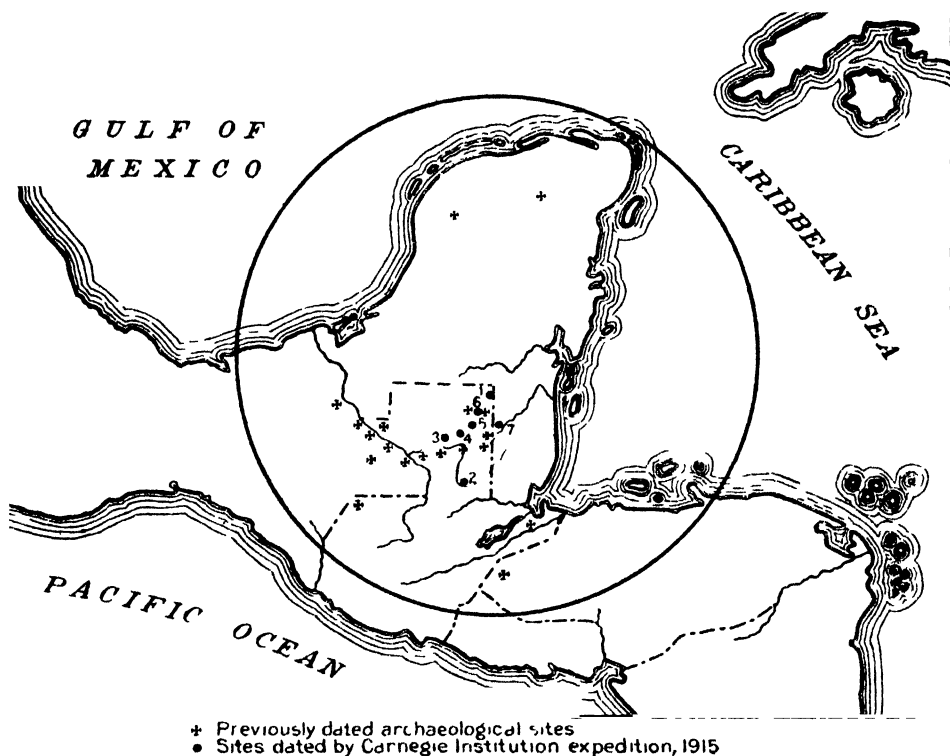 GULF OF
MEXICO
CARIBBEAN SEA
1
6
5
3
4
7
2
PACIFIC OCEAN
✢ Previously dated archaeological sites
● Sites dated by Carnegie Institution expedition, 1915